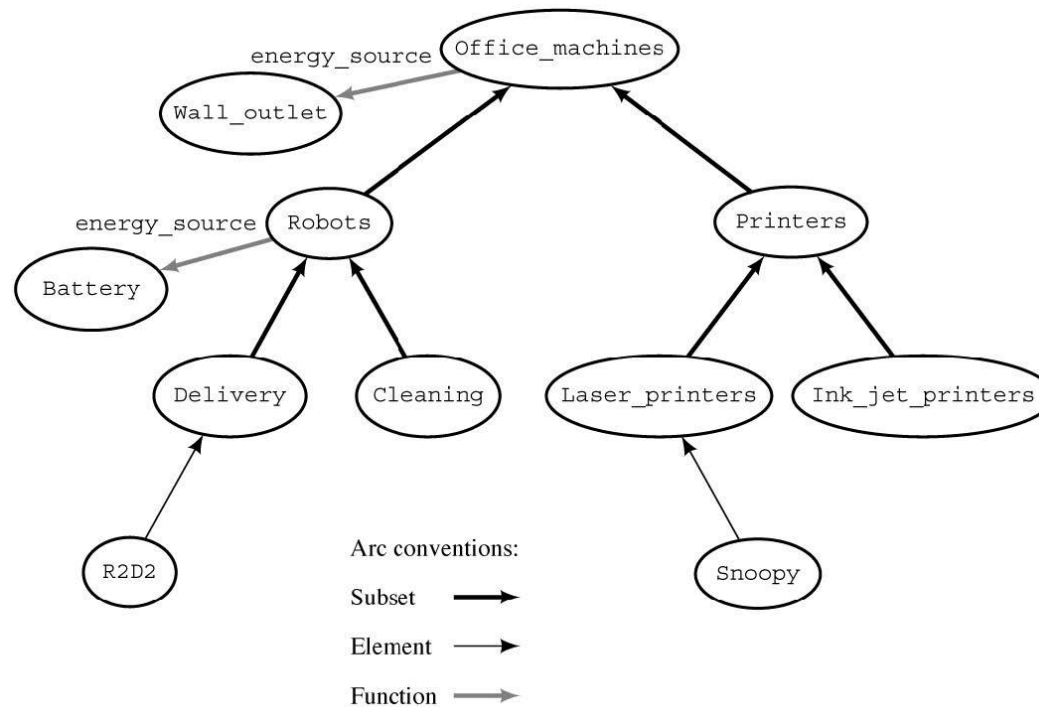 Office_machines
energy_source
Wall_outlet
Robots
Printers
energy_source
Battery
Delivery
Cleaning
Laser_printers
Ink_jet_printers
R2D2
Snoopy
Arc conventions:
Subset
Element
Function